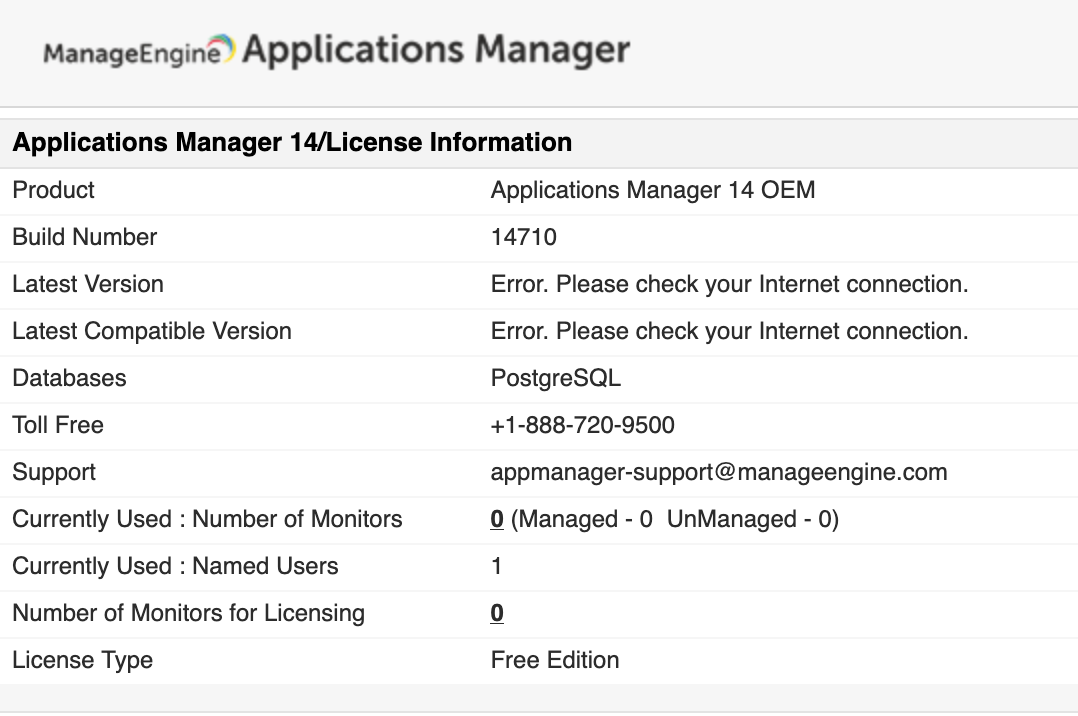 ManageEngine Applications Manager
Applications Manager 14/License Information
Product Applications Manager 14 OEM
Build Number 14710
Latest Version Error. Please check your Internet connection.
Latest Compatible Version Error. Please check your Internet connection.
Databases PostgreSQL
Toll Free +1-888-720-9500
Support appmanager-support@manageengine.com
Currently Used : Number of Monitors 0 (Managed - 0 UnManaged - 0)
Currently Used : Named Users 1
Number of Monitors for Licensing 0
License Type Free Edition